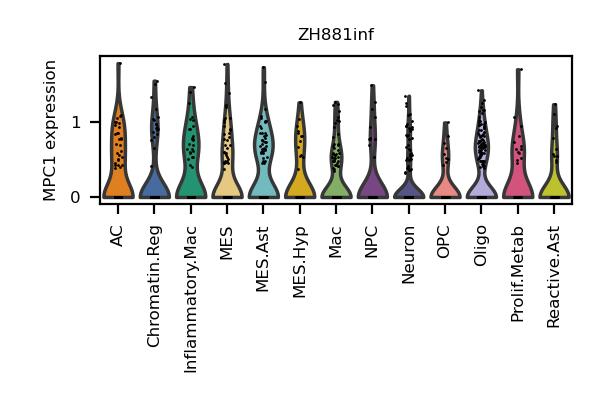 ZH881inf
MPC1 expression
1
0
AC
Chromatin.Reg
Inflammatory.Mac
MES
MES.Ast
MES.Hyp
Mac
NPC
Neuron
OPC
Oligo
Prolif.Metab
Reactive.Ast